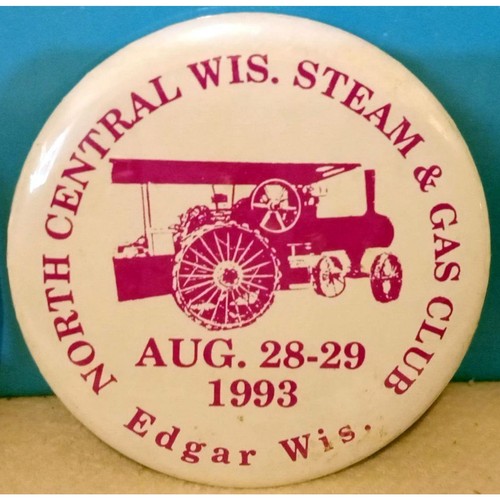 NORTH CENTRAL WIS. STEAM & GAS CLUB
AUG. 28-29
1993
Edgar Wis.